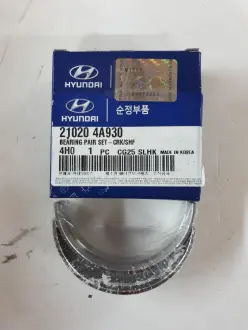 HYUNDAI
HYUNDAI
순정부품
21020 4A930
BEARING PAIR SET - CRK/SHF
4H0 1 PC CG25 SLHK MADE IN KOREA